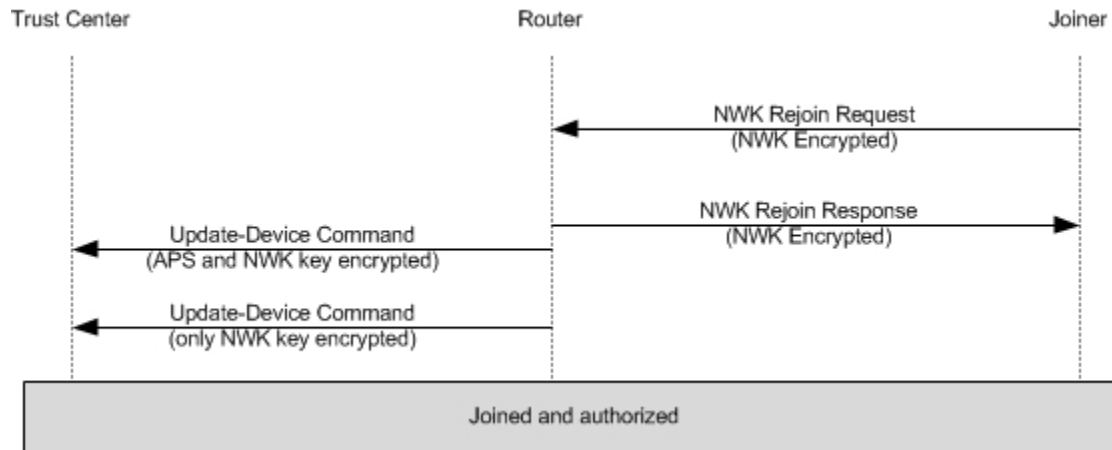 Trust Center
Router
Joiner
NWK Rejoin Request
(NWK Encrypted)
NWK Rejoin Response
(NWK Encrypted)
Update-Device Command
(APS and NWK key encrypted)
Update-Device Command
(only NWK key encrypted)
Joined and authorized